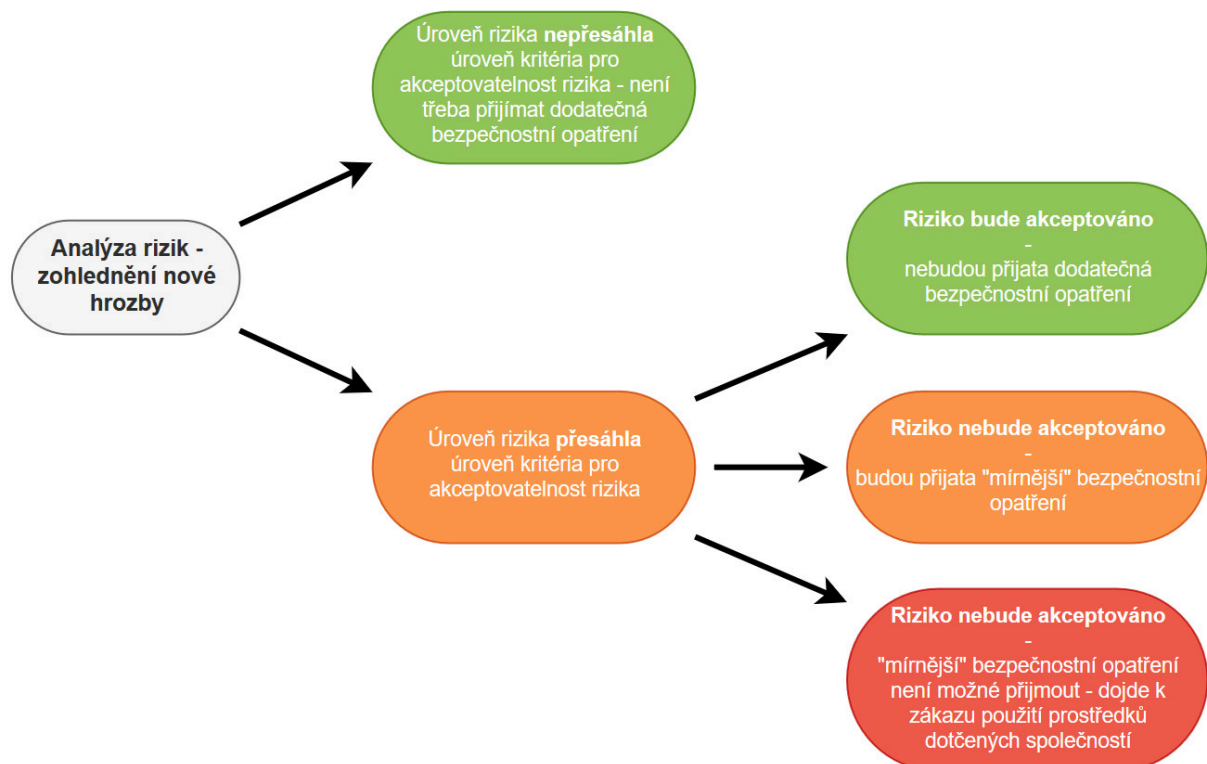 Úroveň rizika nepřesáhla
úroveň kritéria pro
akceptovatelnost rizika - není
třeba přijímat dodatečná
bezpečnostní opatření
Analýza rizik -
zohlednění nové
hrozby
Úroveň rizika přesáhla
úroveň kritéria pro
akceptovatelnost rizika
Riziko bude akceptováno
-
nebudou přijata dodatečná
bezpečnostní opatření
Riziko nebude akceptováno
-
budou přijata "mírnější" bezpečnostní
opatření
Riziko nebude akceptováno
-
"mírnější" bezpečnostní opatření
není možné přijmout - dojde k
zákazu použití prostředků
dotčených společností